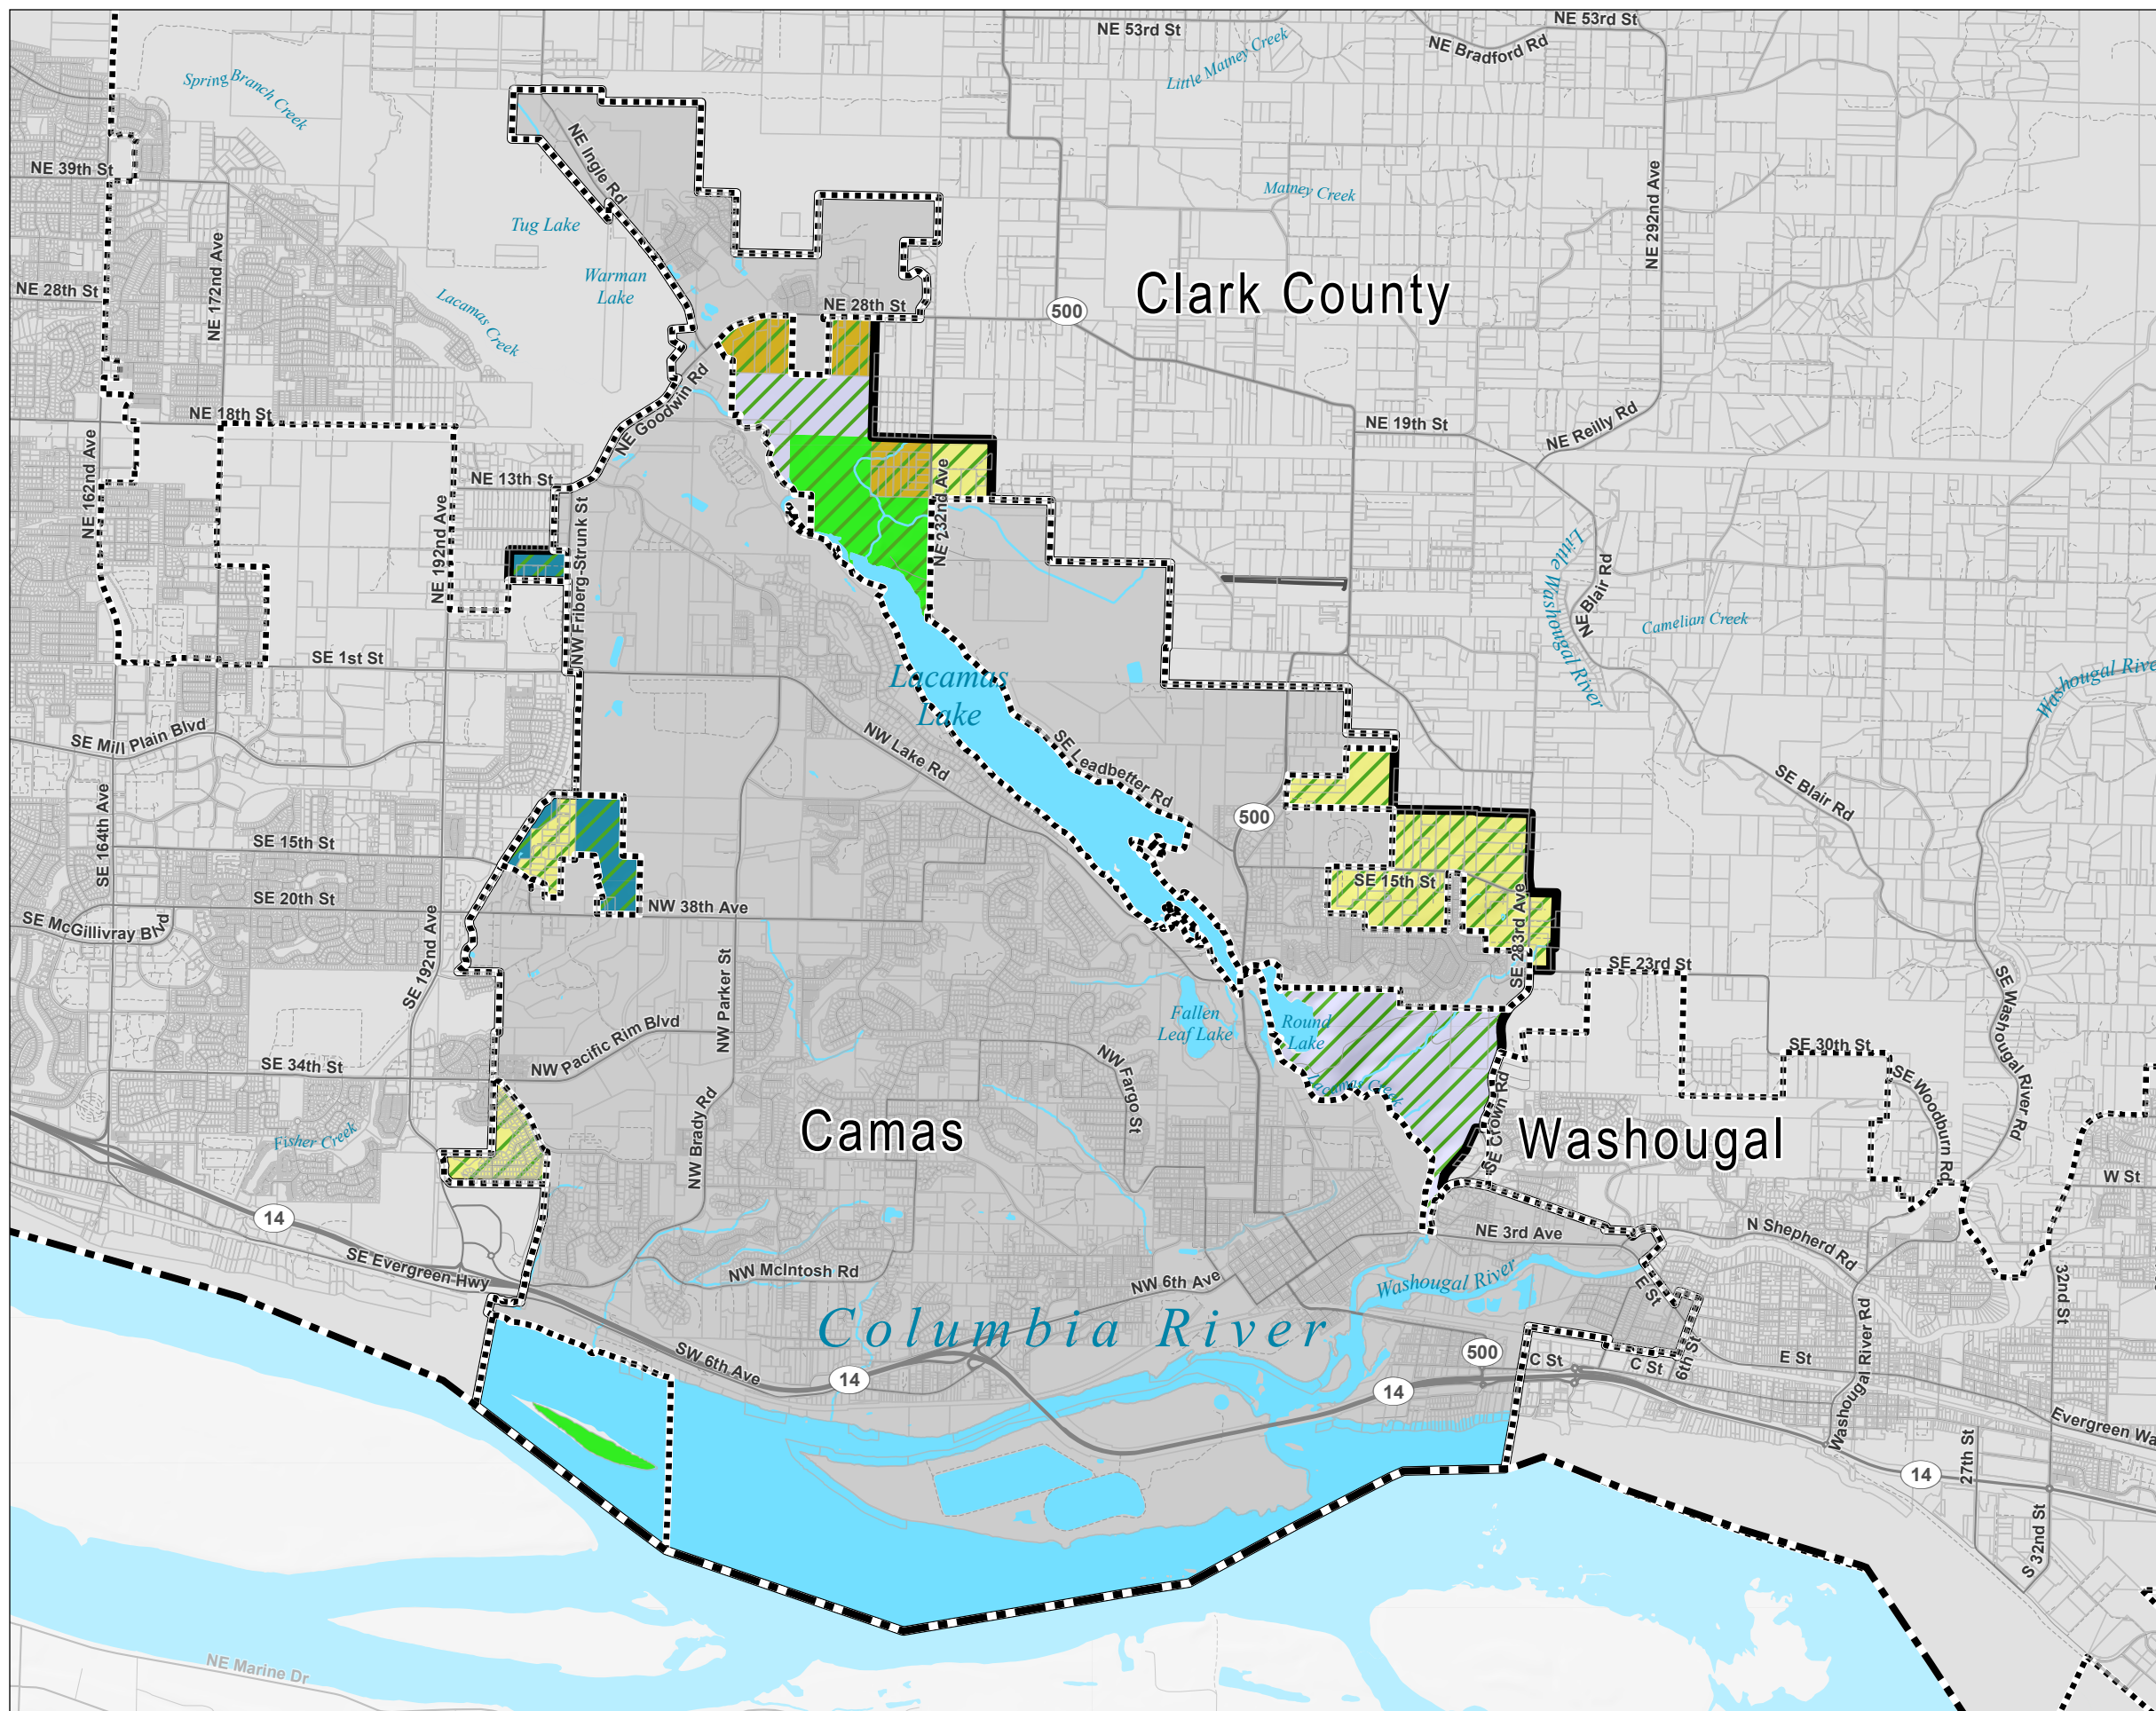 NE 53rd St
NE 53rd St
NE Bradford Rd
Little Matney Creek
Spring Branch Creek
NE 39th St
NE Ingle Rd
Matney Creek
NE 292nd Ave
Tug Lake
NE 172nd Ave
Warman
Lake
NE 28th St
Lacamas Creek
Clark County
NE 28th St
500
NE Goodwin Rd
NE 18th St
NE 19th St
NE Reilly Rd
NE 162nd Ave
NE 13th St
NE 192nd Ave
NW Friberg-Strunk St
NE 232nd Ave
Little Washougal River
NE Blair Rd
Camelian Creek
Washougal Rive
SE 1st St
Lacamas
Lake
SE Mill Plain Blvd
NW Lake Rd
SE Leadbetter Rd
SE Blair Rd
SE 164th Ave
SE 15th St
500
SE 15th St
SE 20th St
NW 38th Ave
SE McGillivray Blvd
SE 192nd Ave
NW Parker St
SE 283rd Ave
SE 23rd St
SE Washougal River Rd
Fallen
Leaf Lake
Round
Lake
NW Pacific Rim Blvd
SE 34th St
NW Fargo St
SE 30th St
Lacamas Creek
SE Woodburn Rd
SE Crown Rd
NW Brady Rd
Fisher Creek
Camas
Washougal
W St
14
SE Evergreen Hwy
NW McIntosh Rd
NW 6th Ave
NE 3rd Ave
N Shepherd Rd
Washougal River
E St
32nd St
Columbia River
SW 6th Ave
14
500
C St
C St
6th St
E St
Washougal River Rd
14
Evergreen Wa
27th St
14
S 32nd St
NE Marine Dr